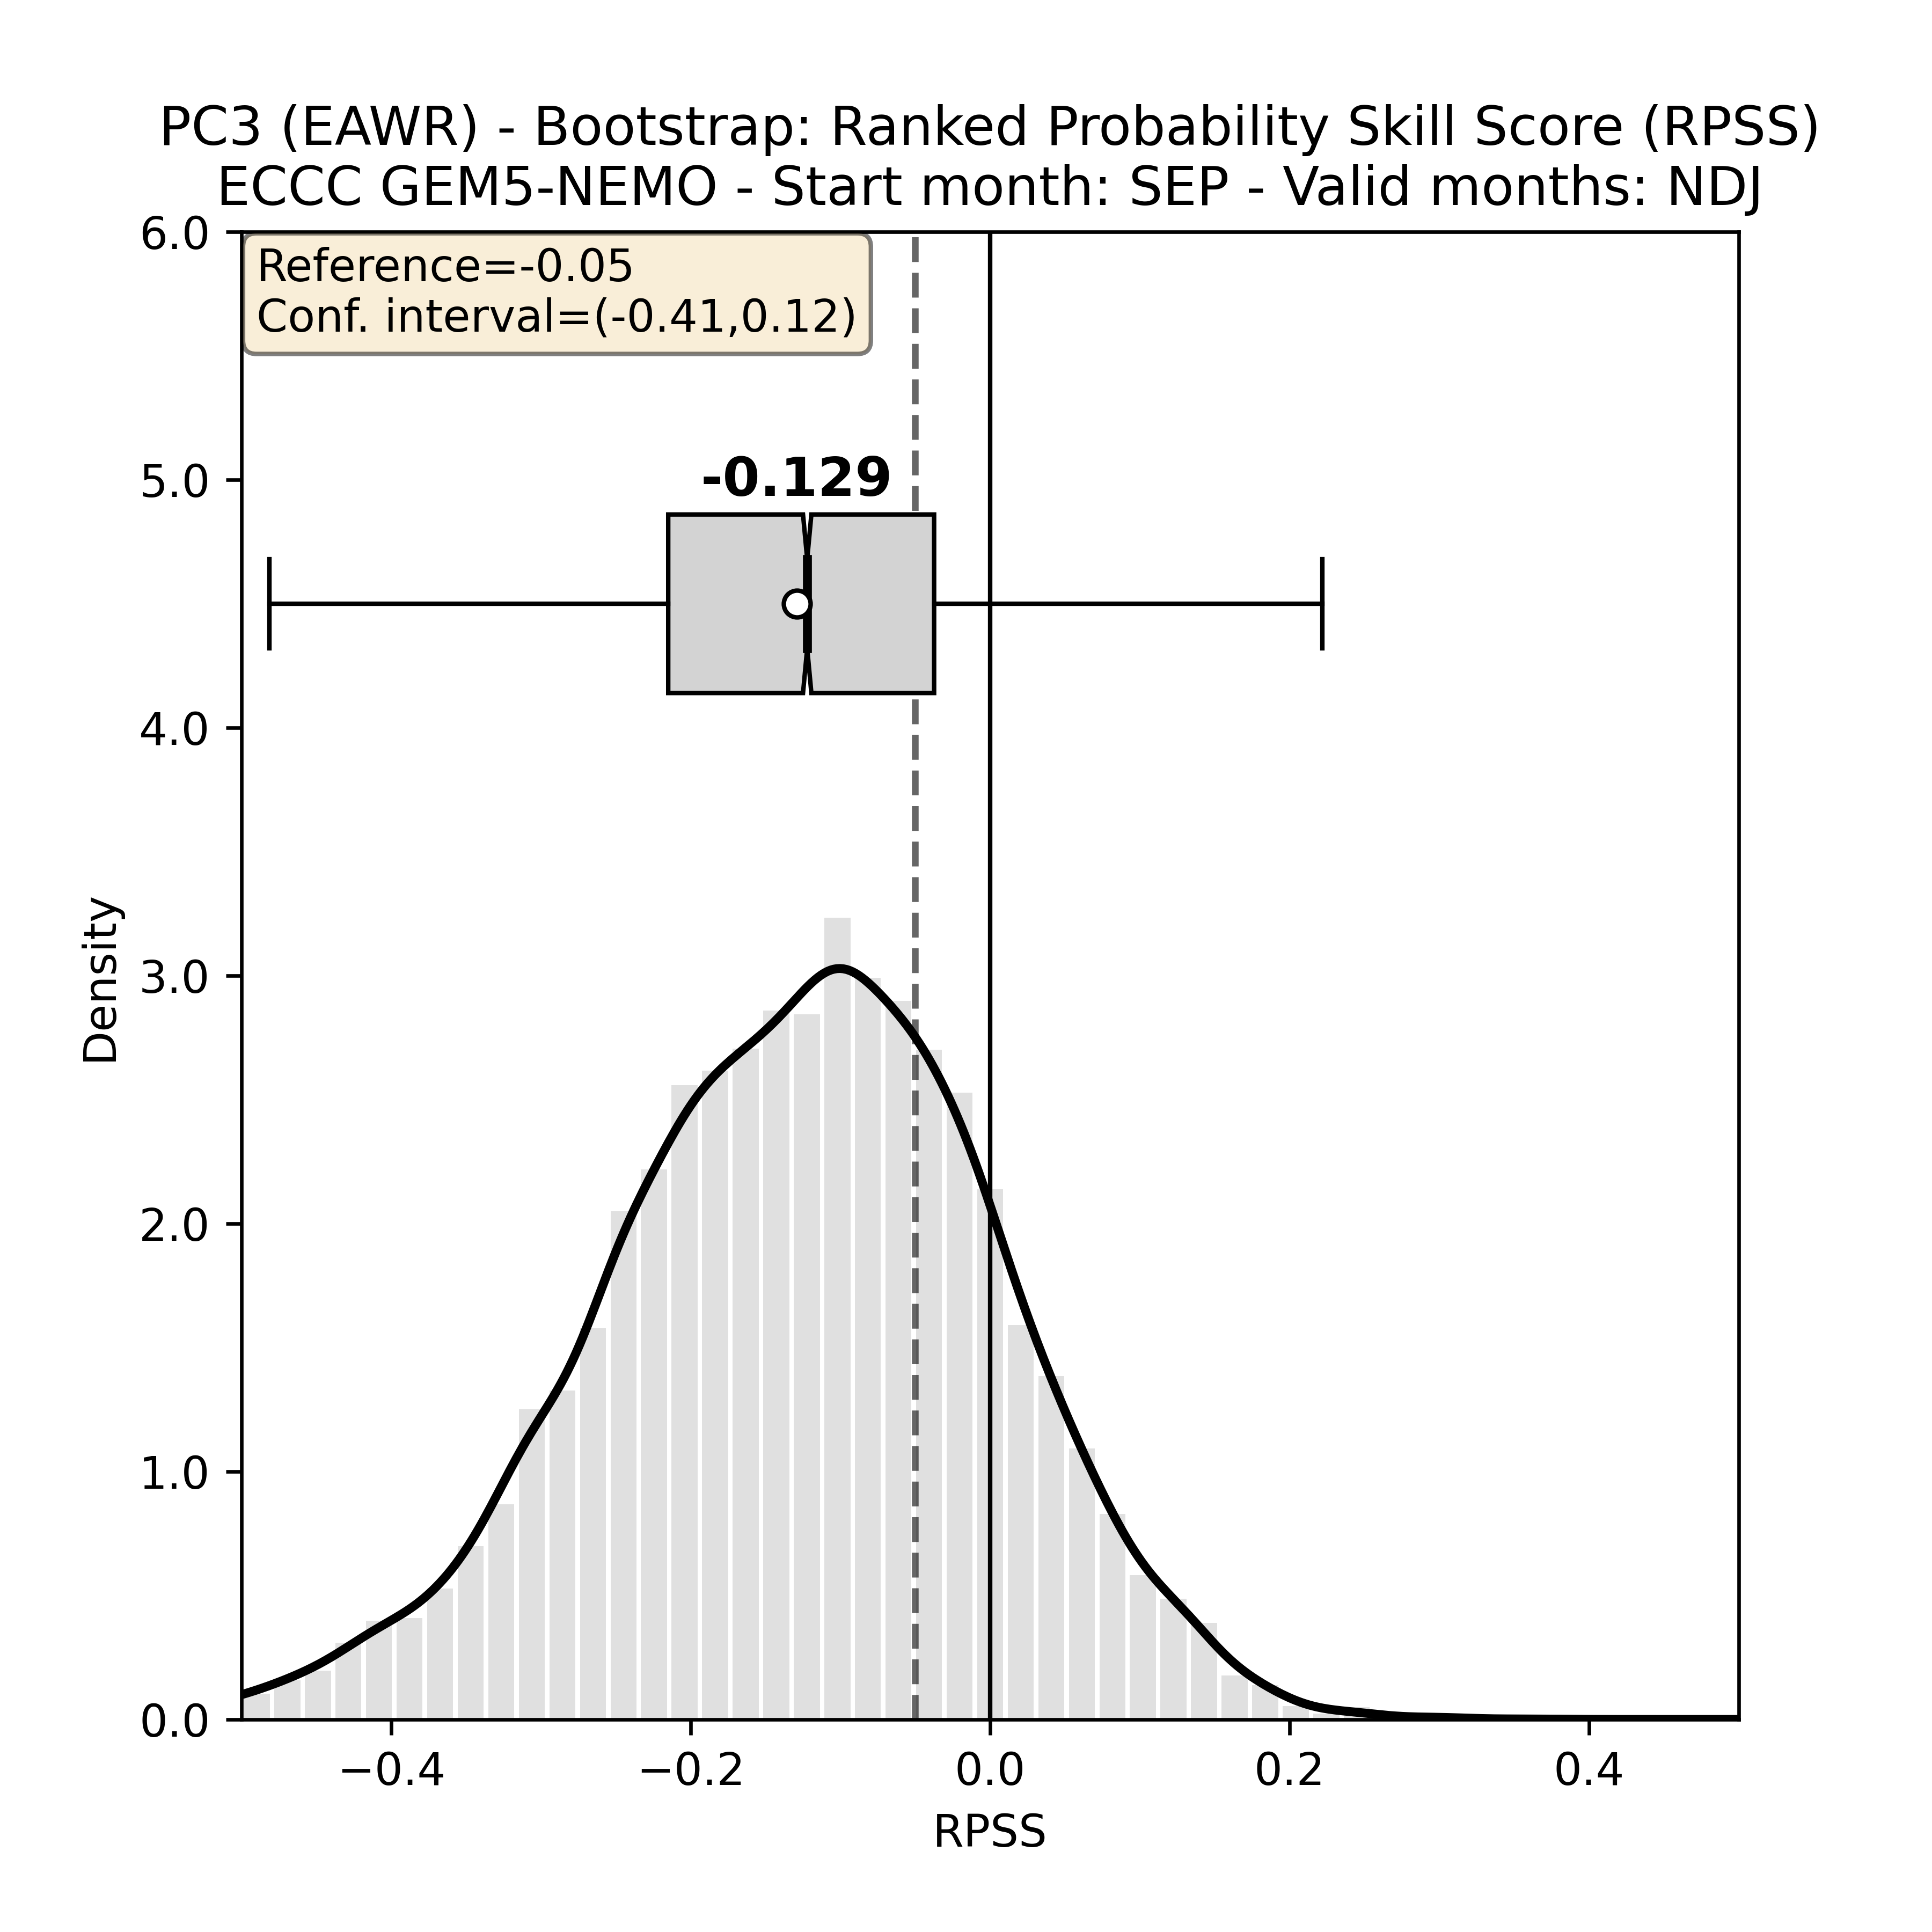 PC3 (EAWR) - Bootstrap: Ranked Probability Skill Score (RPSS)
ECCC GEM5-NEMO - Start month: SEP - Valid months: NDJ
Reference=-0.05
Conf. interval=(-0.41,0.12)
-0.129
6.0
5.0
4.0
3.0
2.0
1.0
0.0
Density
−0.4
−0.2
0.0
0.2
0.4
RPSS